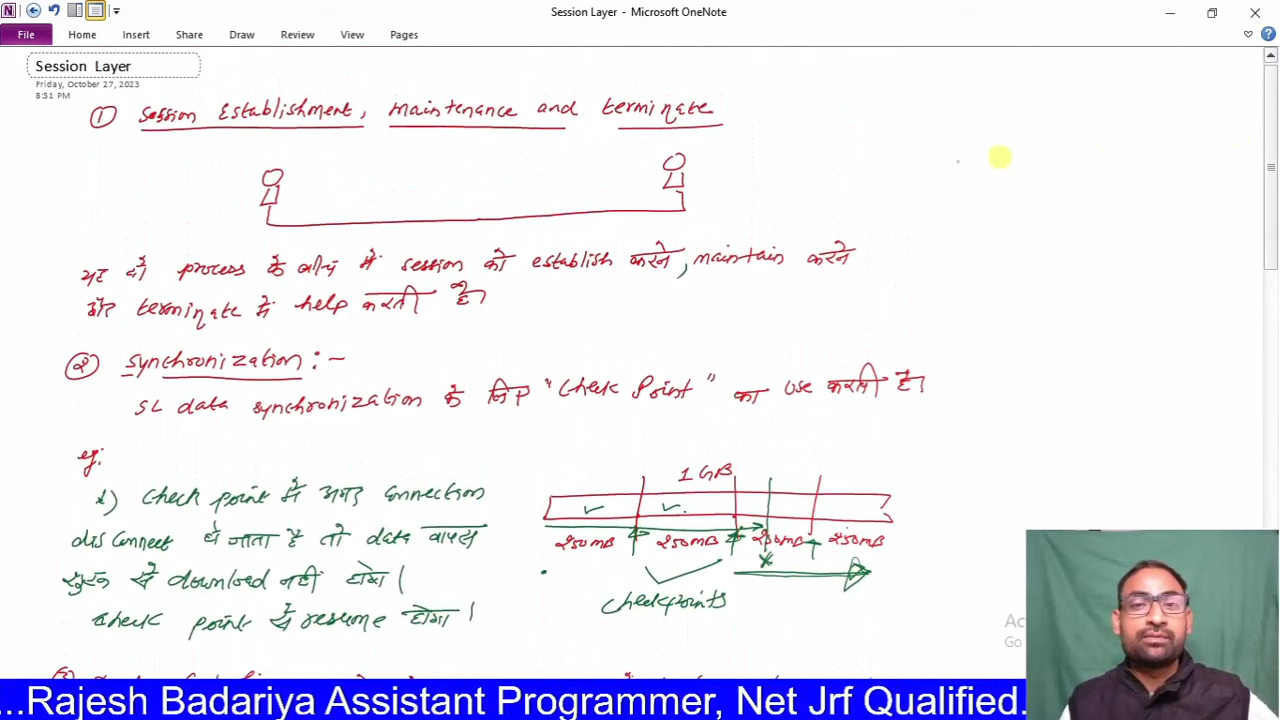 Session Layer - Microsoft OneNote
File Home Insert Share Draw Review View Pages
Session Layer
Friday, October 27, 2023
8:31 PM
① Session Establishment, maintenance and terminate
यह दो process के बीच में session को establish करने, maintain करने
और terminate में help करती है।
② Synchronization :-
SL data synchronization के लिए "Check Point" का use करती है।
eg:
1) Check point में अगर Connection
disConnect हो जाता है तो data वापस
शुरू से download नहीं होगा।
Check point से resume होगा।
1 GB
250MB 250MB 250MB 250MB
Checkpoints
Ac
Go
...Rajesh Badariya Assistant Programmer, Net Jrf Qualified.